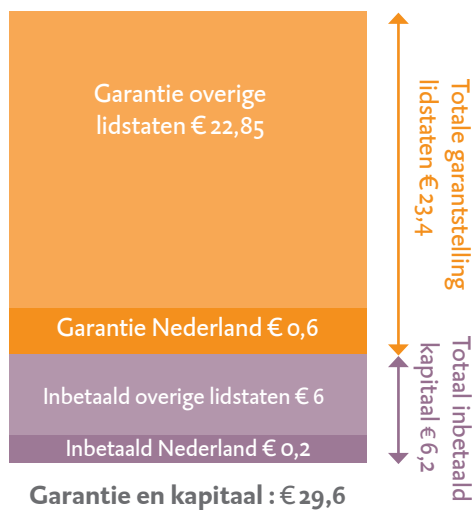 Garantie overige
lidstaten € 22,85
Totale garantstelling
lidstaten € 23,4
Garantie Nederland € 0,6
Inbetaald overige lidstaten € 6
Totaal inbetaald
kapitaal € 6,2
Inbetaald Nederland € 0,2
Garantie en kapitaal : € 29,6